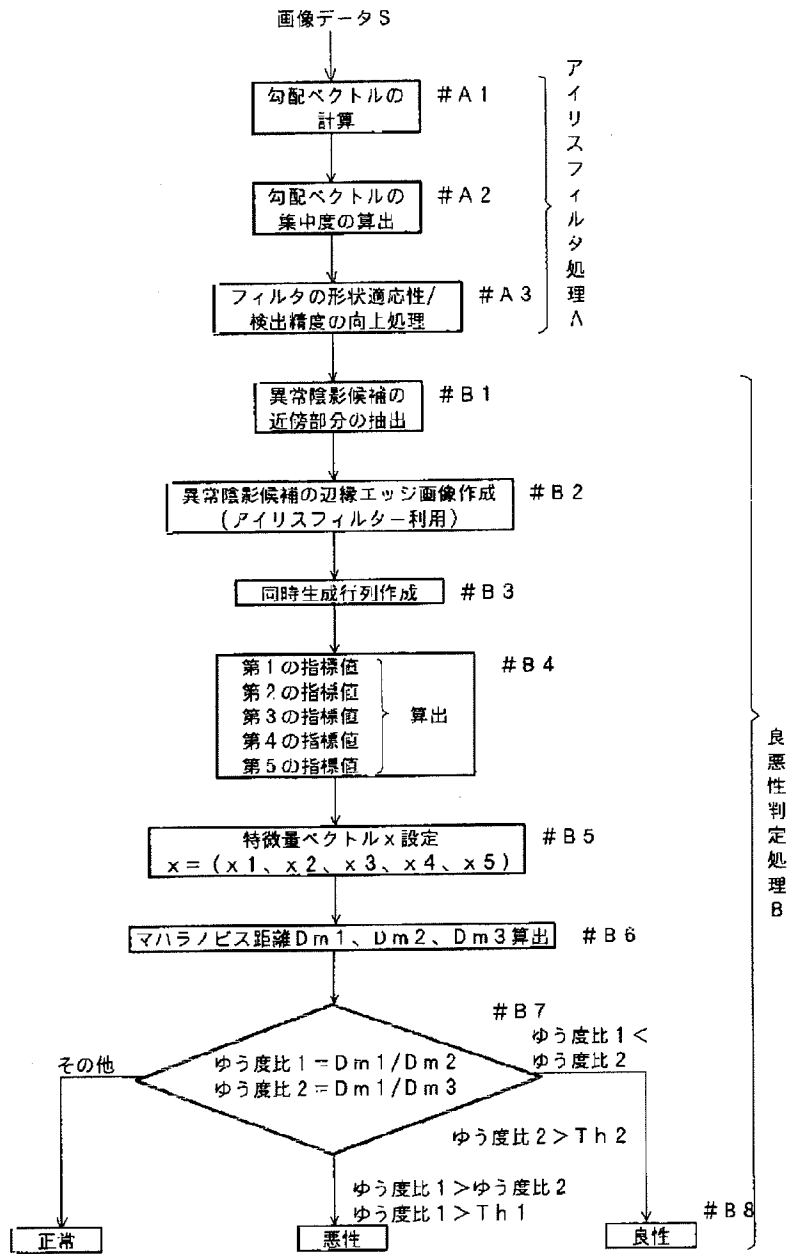 画像データS
勾配ベクトルの
計算
#A1
勾配ベクトルの
集中度の算出
#A2
フィルタの形状適応性/
検出精度の向上処理
#A3
アイリスフィルタ処理A
異常陰影候補の
近傍部分の抽出
#B1
異常陰影候補の辺縁エッジ画像作成
(アイリスフィルター利用)
#B2
同時生成行列作成
#B3
第1の指標値
第2の指標値
第3の指標値
第4の指標値
第5の指標値
算出
#B4
特徴量ベクトルx設定
x=(x1、x2、x3、x4、x5)
#B5
マハラノビス距離Dm1、Dm2、Dm3算出
#B6
良悪性判定処理B
#B7
ゆう度比1=Dm1/Dm2
ゆう度比2=Dm1/Dm3
その他
ゆう度比1<
ゆう度比2
ゆう度比2>Th2
ゆう度比1>ゆう度比2
ゆう度比1>Th1
#B8
正常
悪性
良性